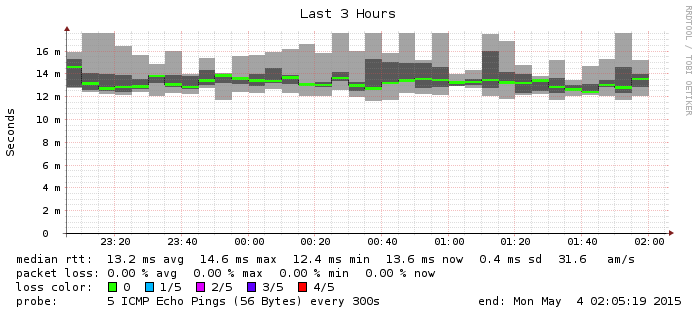 Last 3 Hours
RRDTOOL / TOBI OETIKER
Seconds
16 m
14 m
12 m
10 m
8 m
6 m
4 m
2 m
0
23:20 23:40 00:00 00:20 00:40 01:00 01:20 01:40 02:00
median rtt: 13.2 ms avg 14.6 ms max 12.4 ms min 13.6 ms now 0.4 ms sd 31.6 am/s
packet loss: 0.00 % avg 0.00 % max 0.00 % min 0.00 % now
loss color: 0 1/5 2/5 3/5 4/5
probe: 5 ICMP Echo Pings (56 Bytes) every 300s end: Mon May 4 02:05:19 2015